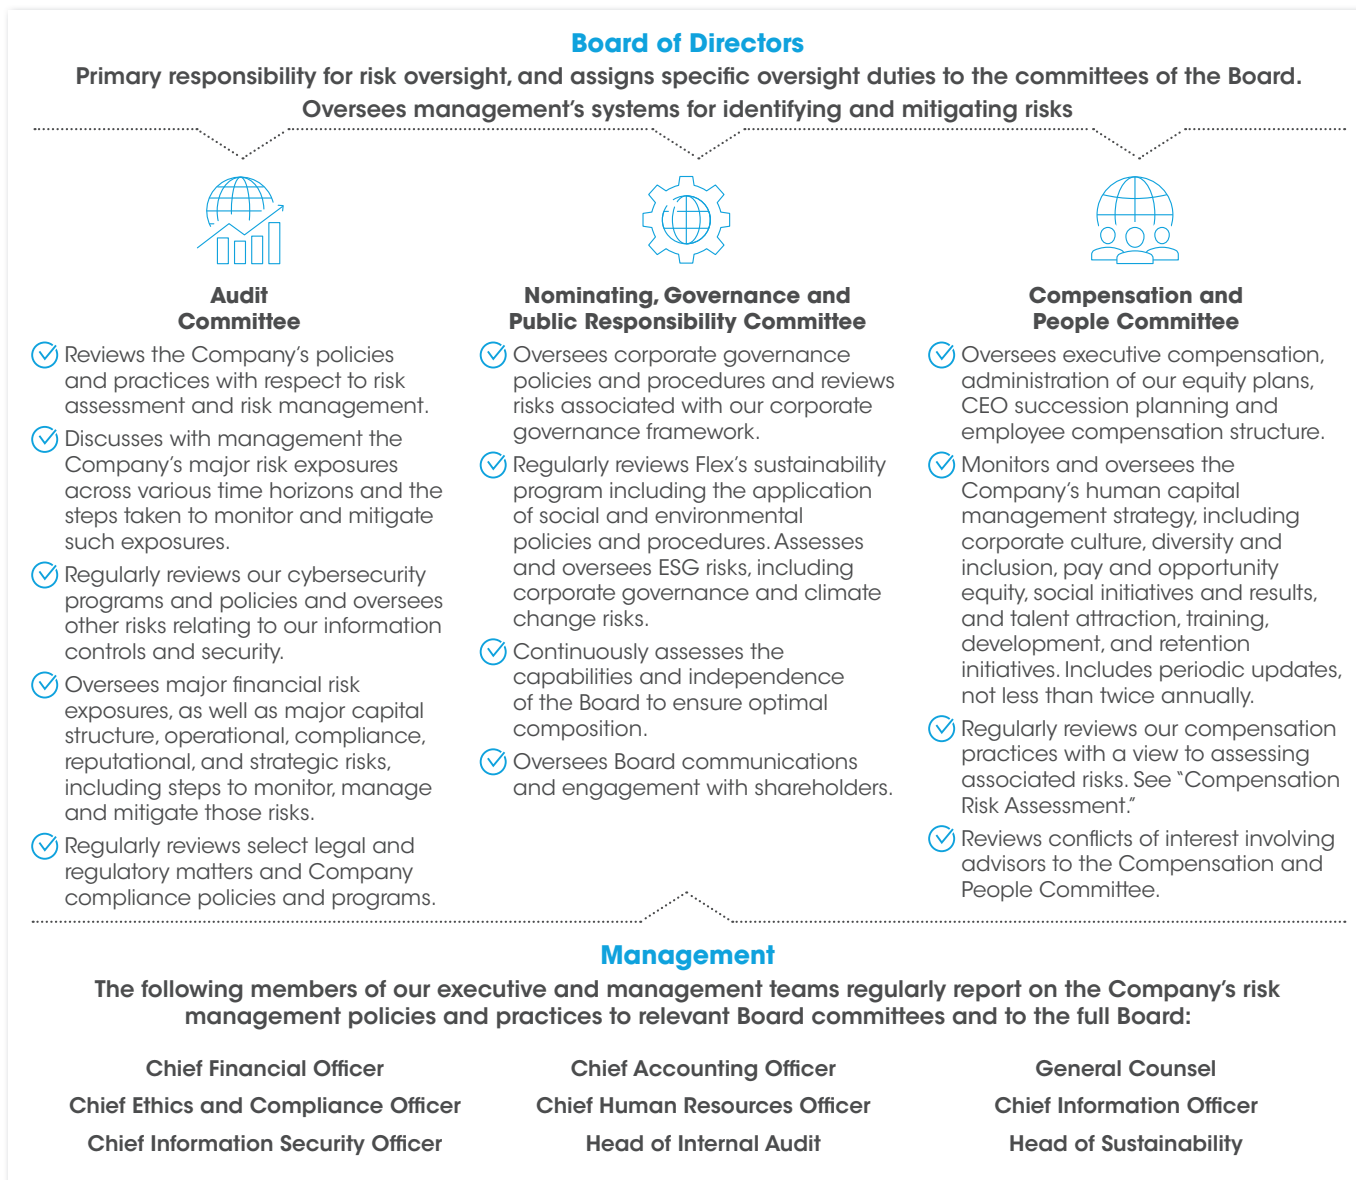 Board of Directors
Primary responsibility for risk oversight, and assigns specific oversight duties to the committees of the Board.
Oversees management’s systems for identifying and mitigating risks
Audit
Committee
Reviews the Company’s policies
and practices with respect to risk
assessment and risk management.
Discusses with management the
Company’s major risk exposures
across various time horizons and the
steps taken to monitor and mitigate
such exposures.
Regularly reviews our cybersecurity
programs and policies and oversees
other risks relating to our information
controls and security.
Oversees major financial risk
exposures, as well as major capital
structure, operational, compliance,
reputational, and strategic risks,
including steps to monitor, manage
and mitigate those risks.
Regularly reviews select legal and
regulatory matters and Company
compliance policies and programs.
Nominating, Governance and
Public Responsibility Committee
Oversees corporate governance
policies and procedures and reviews
risks associated with our corporate
governance framework.
Regularly reviews Flex’s sustainability
program including the application
of social and environmental
policies and procedures. Assesses
and oversees ESG risks, including
corporate governance and climate
change risks.
Continuously assesses the
capabilities and independence
of the Board to ensure optimal
composition.
Oversees Board communications
and engagement with shareholders.
Compensation and
People Committee
Oversees executive compensation,
administration of our equity plans,
CEO succession planning and
employee compensation structure.
Monitors and oversees the
Company’s human capital
management strategy, including
corporate culture, diversity and
inclusion, pay and opportunity
equity, social initiatives and results,
and talent attraction, training,
development, and retention
initiatives. Includes periodic updates,
not less than twice annually.
Regularly reviews our compensation
practices with a view to assessing
associated risks. See “Compensation
Risk Assessment.”
Reviews conflicts of interest involving
advisors to the Compensation and
People Committee.
Management
The following members of our executive and management teams regularly report on the Company’s risk
management policies and practices to relevant Board committees and to the full Board:
Chief Financial Officer
Chief Accounting Officer
General Counsel
Chief Ethics and Compliance Officer
Chief Human Resources Officer
Chief Information Officer
Chief Information Security Officer
Head of Internal Audit
Head of Sustainability